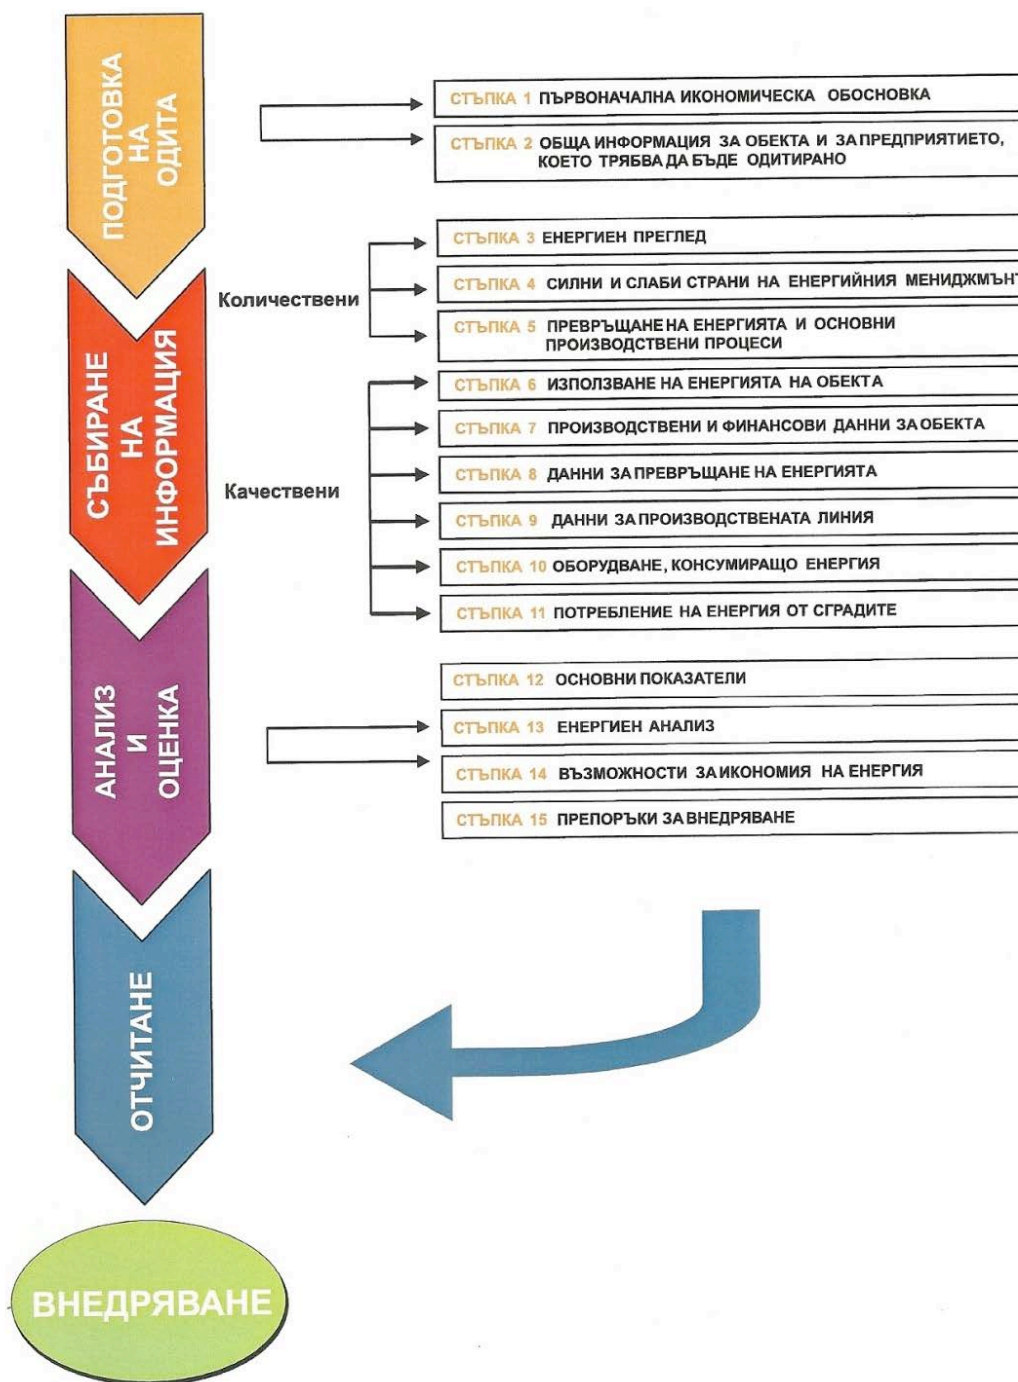 ПОДГОТОВКА
НА
ОДИТА
СТЪПКА 1 ПЪРВОНАЧАЛНА ИКОНОМИЧЕСКА ОБОСНОВКА
СТЪПКА 2 ОБЩА ИНФОРМАЦИЯ ЗА ОБЕКТА И ЗА ПРЕДПРИЯТИЕТО,
КОЕТО ТРЯБВА ДА БЪДЕ ОДИТИРАНО
СЪБИРАНЕ
НА
ИНФОРМАЦИЯ
Количествени
СТЪПКА 3 ЕНЕРГИЕН ПРЕГЛЕД
СТЪПКА 4 СИЛНИ И СЛАБИ СТРАНИ НА ЕНЕРГИЙНИЯ МЕНИДЖМЪНТ
СТЪПКА 5 ПРЕВРЪЩАНЕ НА ЕНЕРГИЯТА И ОСНОВНИ
ПРОИЗВОДСТВЕНИ ПРОЦЕСИ
Качествени
СТЪПКА 6 ИЗПОЛЗВАНЕ НА ЕНЕРГИЯТА НА ОБЕКТА
СТЪПКА 7 ПРОИЗВОДСТВЕНИ И ФИНАНСОВИ ДАННИ ЗА ОБЕКТА
СТЪПКА 8 ДАННИ ЗА ПРЕВРЪЩАНЕ НА ЕНЕРГИЯТА
СТЪПКА 9 ДАННИ ЗА ПРОИЗВОДСТВЕНАТА ЛИНИЯ
СТЪПКА 10 ОБОРУДВАНЕ, КОНСУМИРАЩО ЕНЕРГИЯ
СТЪПКА 11 ПОТРЕБЛЕНИЕ НА ЕНЕРГИЯ ОТ СГРАДИТЕ
АНАЛИЗ
И
ОЦЕНКА
СТЪПКА 12 ОСНОВНИ ПОКАЗАТЕЛИ
СТЪПКА 13 ЕНЕРГИЕН АНАЛИЗ
СТЪПКА 14 ВЪЗМОЖНОСТИ ЗА ИКОНОМИЯ НА ЕНЕРГИЯ
СТЪПКА 15 ПРЕПОРЪКИ ЗА ВНЕДРЯВАНЕ
ОТЧИТАНЕ
ВНЕДРЯВАНЕ